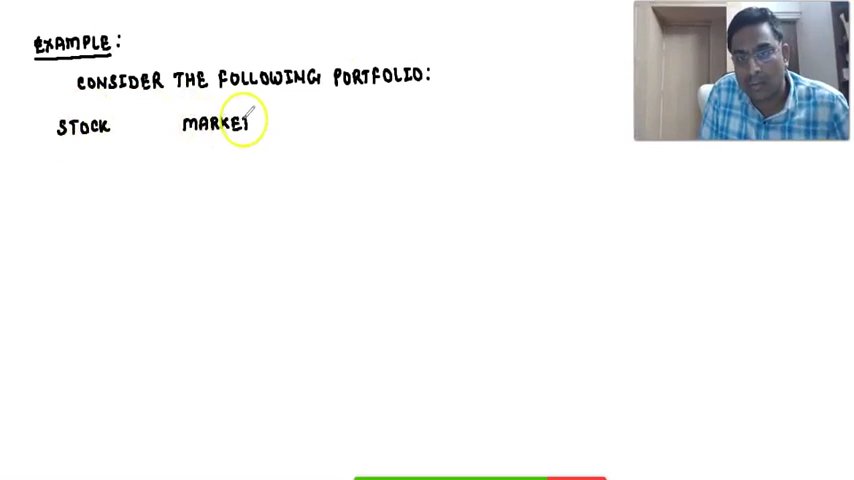 EXAMPLE:
CONSIDER THE FOLLOWING PORTFOLIO:
STOCK MARKET